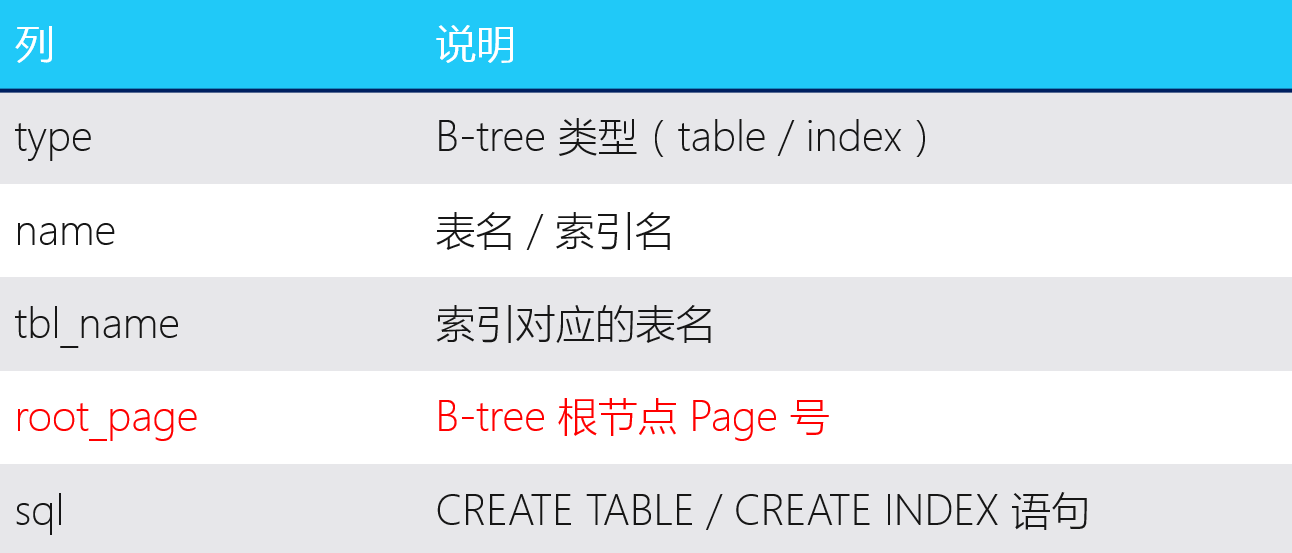 列 说明
type B-tree 类型（table / index）
name 表名 / 索引名
tbl_name 索引对应的表名
root_page B-tree 根节点 Page 号
sql CREATE TABLE / CREATE INDEX 语句